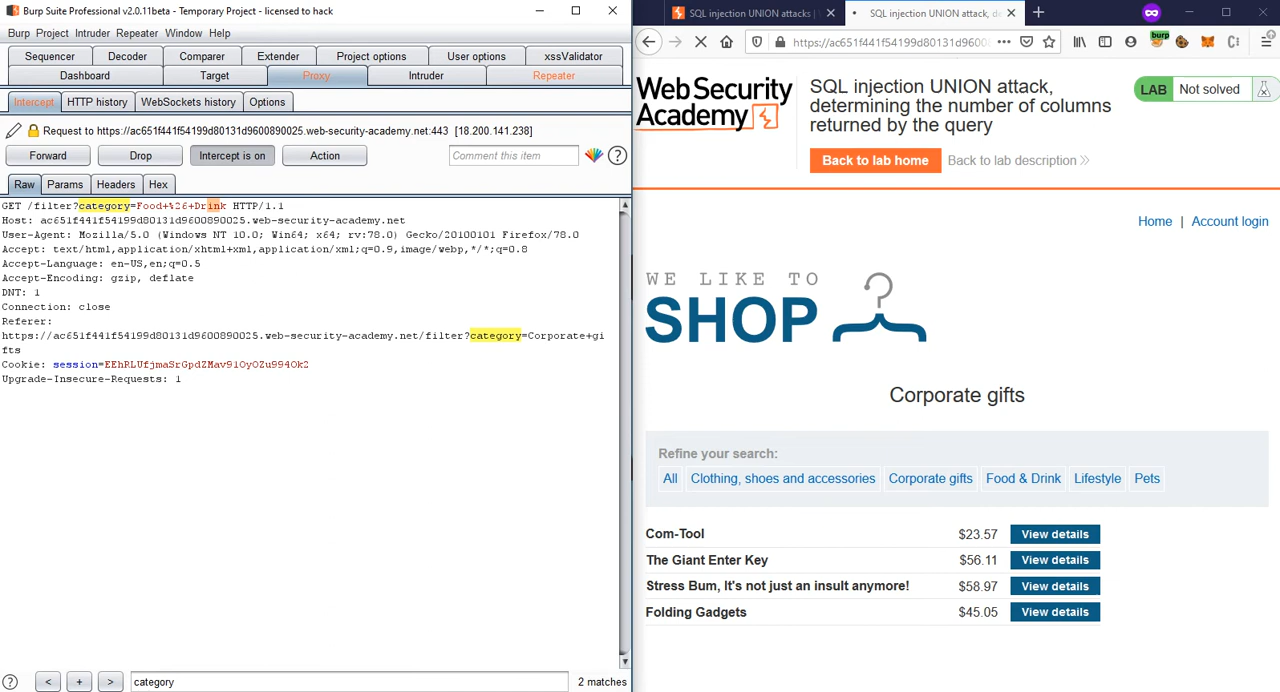 Burp Suite Professional v2.0.11beta - Temporary Project - licensed to hack
Burp Project Intruder Repeater Window Help
Sequencer Decoder Comparer Extender Project options User options xssValidator
Dashboard Target Proxy Intruder Repeater
Intercept HTTP history WebSockets history Options
Request to https://ac651f441f54199d80131d9600890025.web-security-academy.net:443 [18.200.141.238]
Forward Drop Intercept is on Action Comment this item ?
Raw Params Headers Hex
GET /filter?category=Food+%26+Drink HTTP/1.1
Host: ac651f441f54199d80131d9600890025.web-security-academy.net
User-Agent: Mozilla/5.0 (Windows NT 10.0; Win64; x64; rv:78.0) Gecko/20100101 Firefox/78.0
Accept: text/html,application/xhtml+xml,application/xml;q=0.9,image/webp,*/*;q=0.8
Accept-Language: en-US,en;q=0.5
Accept-Encoding: gzip, deflate
DNT: 1
Connection: close
Referer:
https://ac651f441f54199d80131d9600890025.web-security-academy.net/filter?category=Corporate+gi
fts
Cookie: session=EEhRLUfjmaSrGpdZMav91OyOZu994Ok2
Upgrade-Insecure-Requests: 1
? < + > category 2 matches
SQL injection UNION attacks |
SQL injection UNION attack, de
https://ac651f441f54199d80131d9600
burp
Web Security
Academy
SQL injection UNION attack,
determining the number of columns
returned by the query
LAB Not solved
Back to lab home Back to lab description
Home | Account login
WE LIKE TO
SHOP
Corporate gifts
Refine your search:
All Clothing, shoes and accessories Corporate gifts Food & Drink Lifestyle Pets
Com-Tool $23.57 View details
The Giant Enter Key $56.11 View details
Stress Bum, It's not just an insult anymore! $58.97 View details
Folding Gadgets $45.05 View details